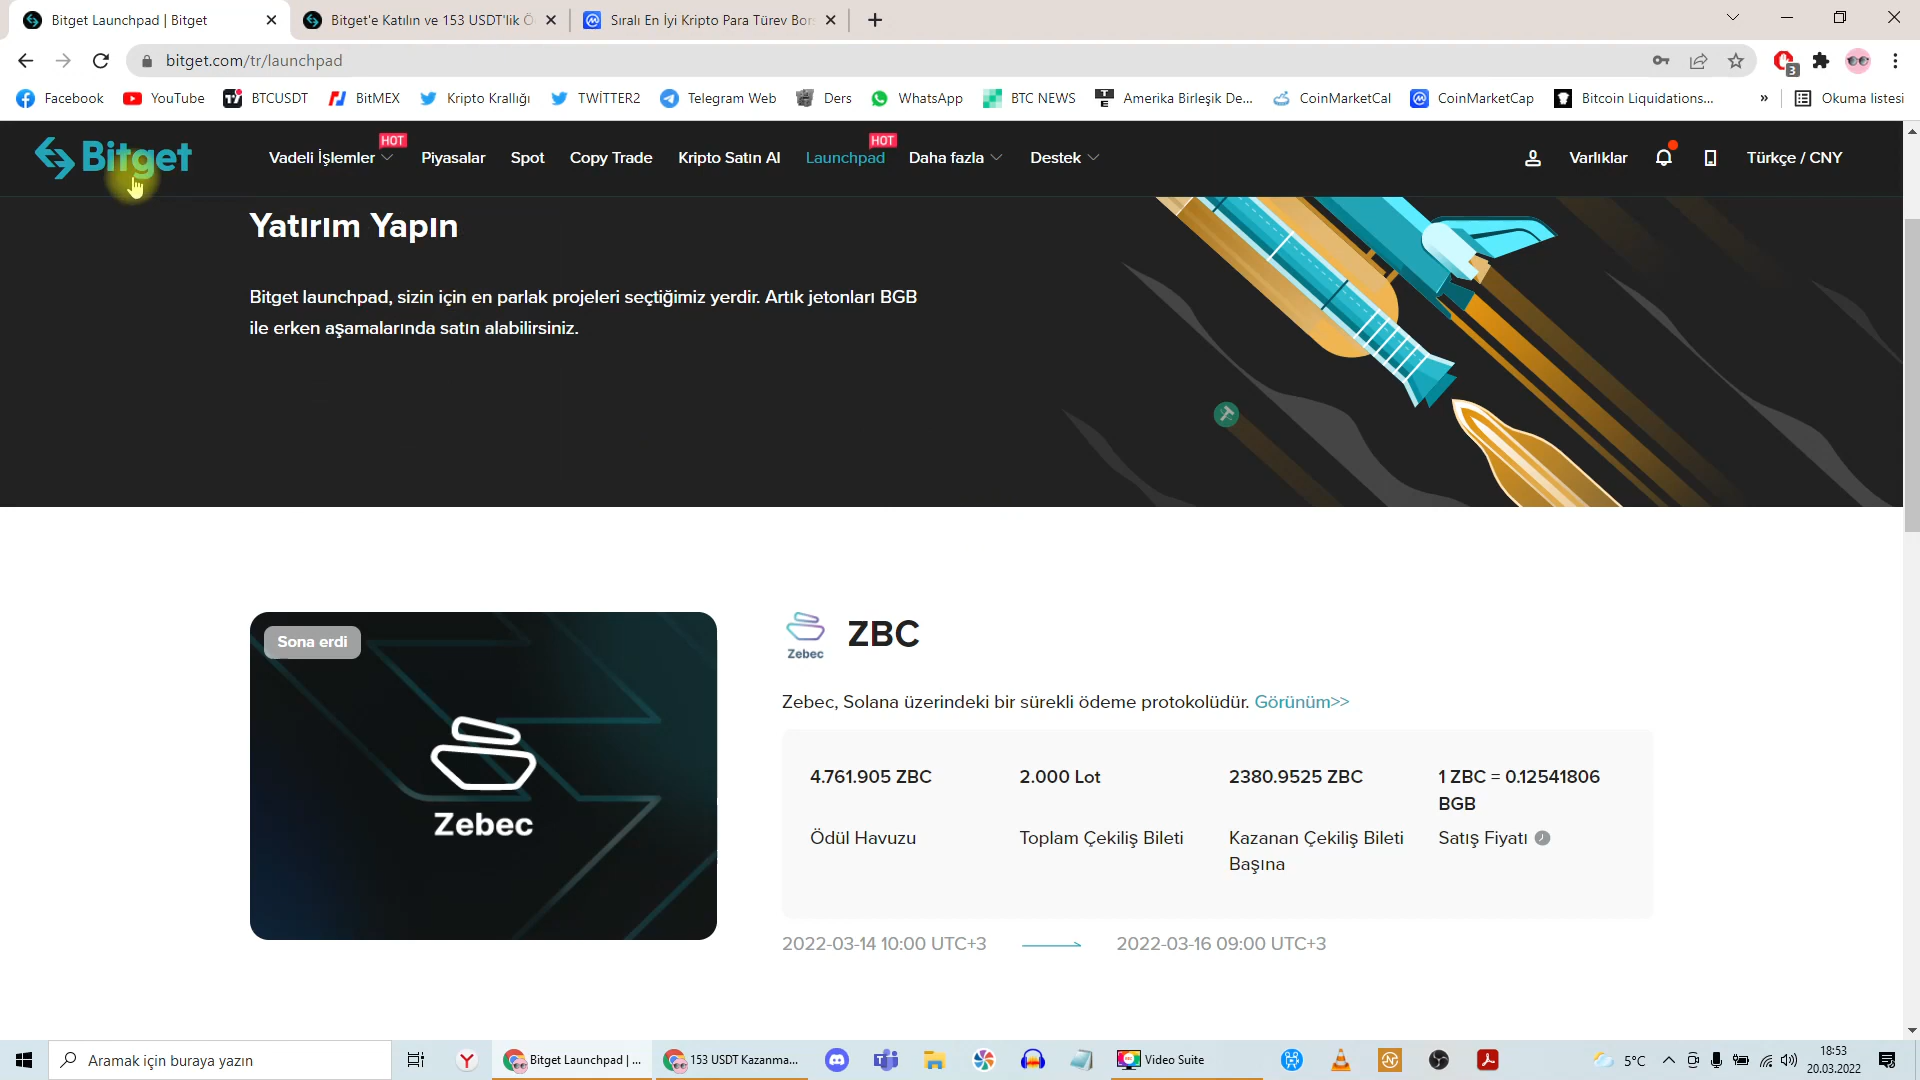 Bitget Launchpad | Bitget
Bitget'e Katılın ve 153 USDT'lik Ö
Sıralı En İyi Kripto Para Türev Bor
bitget.com/tr/launchpad
3
Facebook
YouTube
BTCUSDT
BitMEX
Kripto Krallığı
TWİTTER2
Telegram Web
Ders
WhatsApp
BTC NEWS
Amerika Birleşik De...
CoinMarketCal
CoinMarketCap
Bitcoin Liquidations...
»
Okuma listesi
Bitget
Vadeli İşlemler
HOT
Piyasalar
Spot
Copy Trade
Kripto Satın Al
Launchpad
HOT
Daha fazla
Destek
Varlıklar
Türkçe / CNY
Yatırım Yapın
Bitget launchpad, sizin için en parlak projeleri seçtiğimiz yerdir. Artık jetonları BGB
ile erken aşamalarında satın alabilirsiniz.
Sona erdi
Zebec
Zebec
ZBC
Zebec, Solana üzerindeki bir sürekli ödeme protokolüdür. Görünüm>>
4.761.905 ZBC
Ödül Havuzu
2.000 Lot
Toplam Çekiliş Bileti
2380.9525 ZBC
Kazanan Çekiliş Bileti
Başına
1 ZBC = 0.12541806
BGB
Satış Fiyatı
2022-03-14 10:00 UTC+3
2022-03-16 09:00 UTC+3
Aramak için buraya yazın
Bitget Launchpad | ...
153 USDT Kazanma...
Video Suite
5°C
18:53
20.03.2022